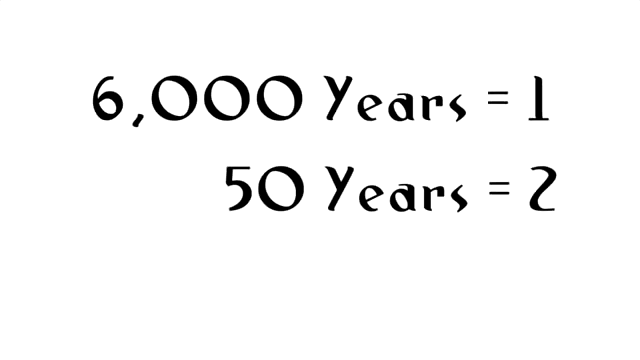 6,000 Years = 1
50 Years = 2